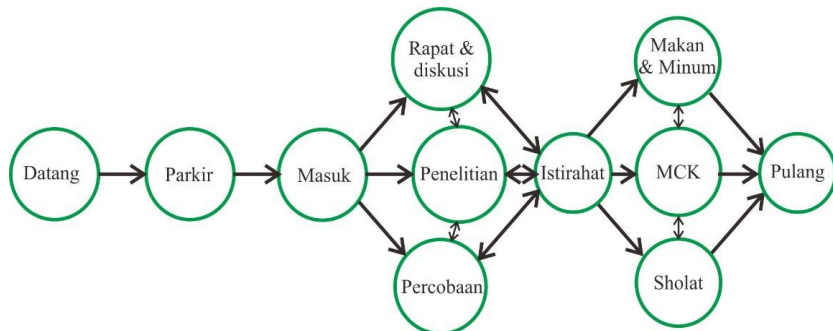 Datang
Parkir
Masuk
Rapat &
diskusi
Penelitian
Percobaan
Istirahat
Makan
& Minum
MCK
Sholat
Pulang